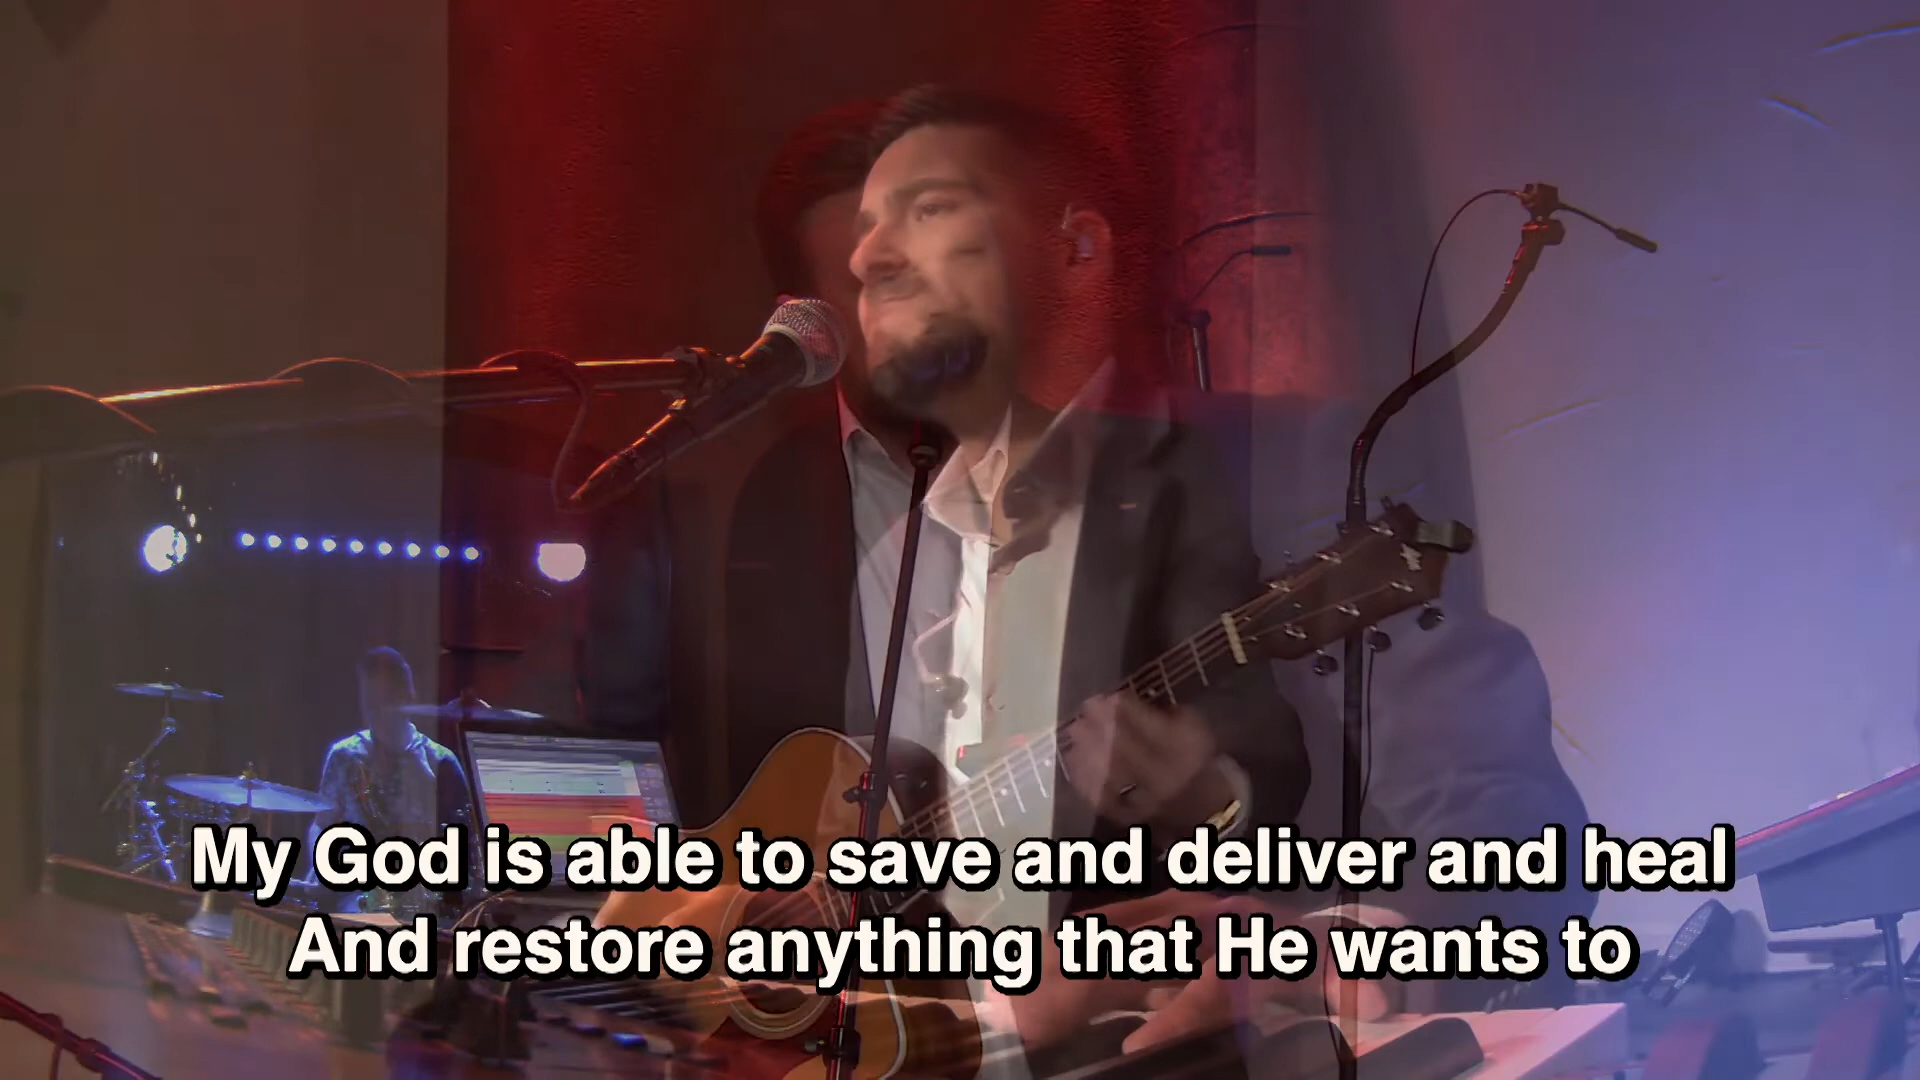 My God is able to save and deliver and heal
And restore anything that He wants to